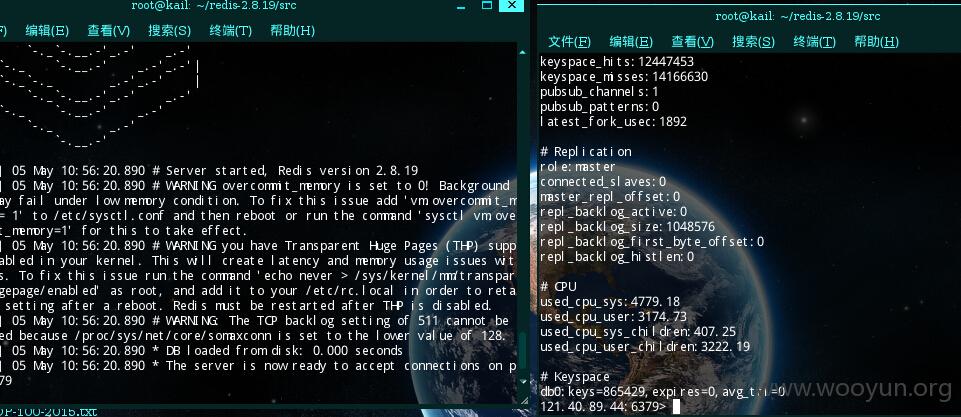 root@kail: ~/redis-2.8.19/src
编辑(E) 查看(V) 搜索(S) 终端(T) 帮助(H)
05 May 10:56:20.890 # Server started, Redis version 2.8.19
05 May 10:56:20.890 # WARNING overcommit_memory is set to 0! Background
ay fail under low memory condition. To fix this issue add 'vm.overcommit_m
= 1' to /etc/sysctl.conf and then reboot or run the command 'sysctl vm.ove
t_memory=1' for this to take effect.
05 May 10:56:20.890 # WARNING you have Transparent Huge Pages (THP) supp
abled in your kernel. This will create latency and memory usage issues wit
s. To fix this issue run the command 'echo never > /sys/kernel/mm/transpar
gepage/enabled' as root, and add it to your /etc/rc.local in order to reta
setting after a reboot. Redis must be restarted after THP is disabled.
05 May 10:56:20.890 # WARNING: The TCP backlog setting of 511 cannot be
ed because /proc/sys/net/core/somaxconn is set to the lower value of 128.
05 May 10:56:20.890 * DB loaded from disk: 0.000 seconds
05 May 10:56:20.890 * The server is now ready to accept connections on p
79
OP-100-2015.txt
root@kail: ~/redis-2.8.19/src
文件(F) 编辑(E) 查看(V) 搜索(S) 终端(T) 帮助(H)
keyspace_hits:12447453
keyspace_misses:14166630
pubsub_channels:1
pubsub_patterns:0
latest_fork_usec:1892
# Replication
role:master
connected_slaves:0
master_repl_offset:0
repl_backlog_active:0
repl_backlog_size:1048576
repl_backlog_first_byte_offset:0
repl_backlog_histlen:0
# CPU
used_cpu_sys:4779.18
used_cpu_user:3174.73
used_cpu_sys_children:407.25
used_cpu_user_children:3222.19
# Keyspace
db0:keys=865429,expires=0,avg_ttl=0
121.40.89.44:6379>
www.wooyun.org